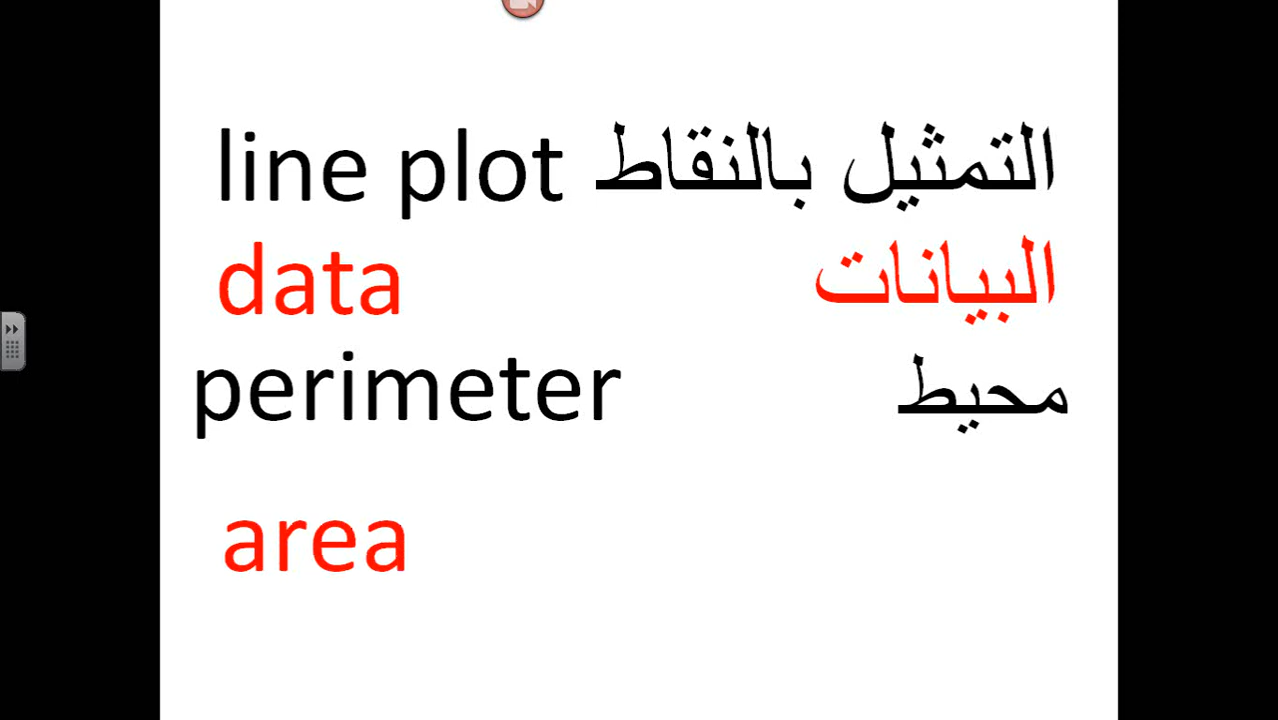 line plot التمثيل بالنقاط
data البيانات
perimeter محيط
area